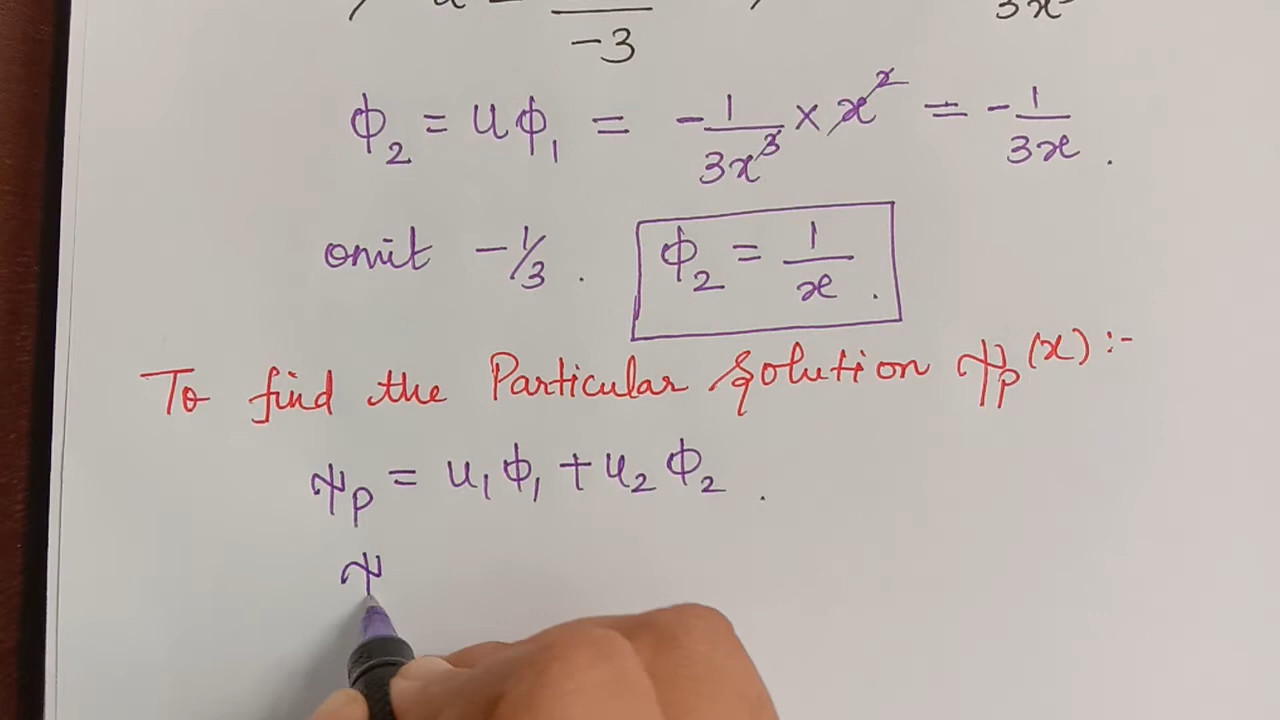 -3
3x
ϕ₂ = uϕ₁ = -1/3x³ × x² = -1/3x .
omit -1/3 . ϕ₂ = 1/x .
To find the Particular solution ψₚ(x) :-
ψₚ = u₁ϕ₁ + u₂ϕ₂ .
ψ